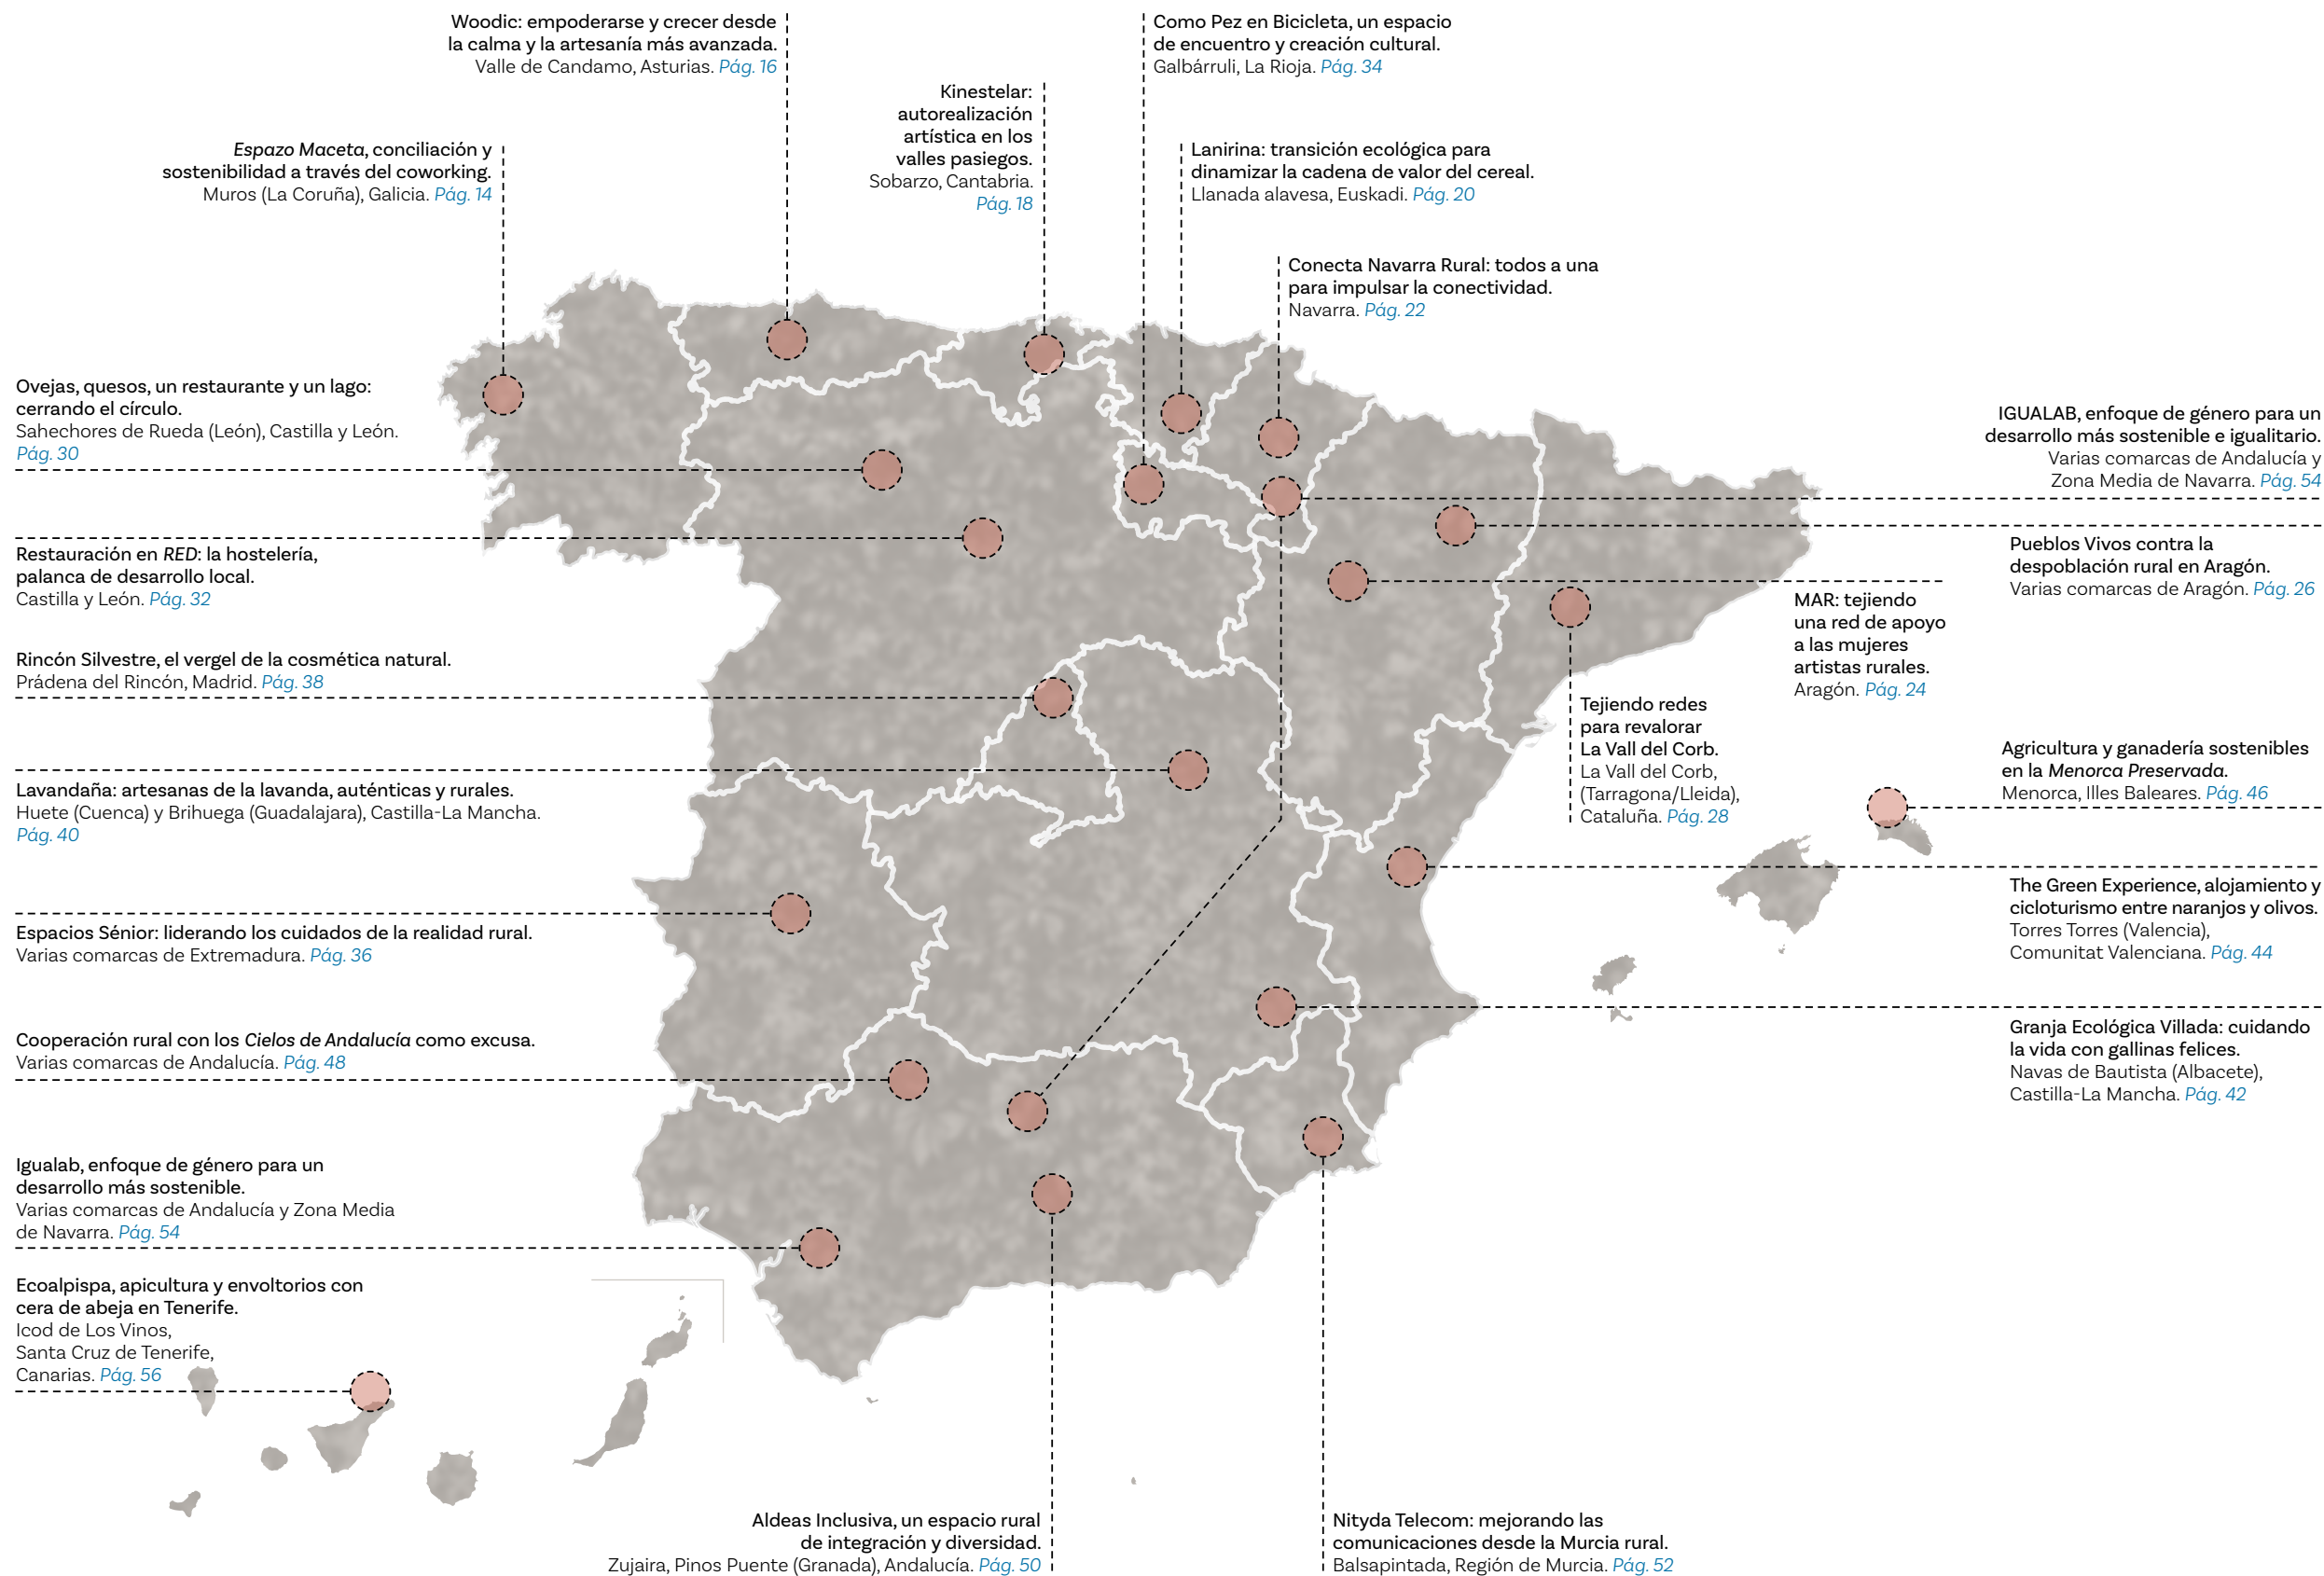 Woodic: empoderarse y crecer desde
la calma y la artesanía más avanzada.
Valle de Candamo, Asturias. Pág. 16
Como Pez en Bicicleta, un espacio
de encuentro y creación cultural.
Galbárruli, La Rioja. Pág. 34
Kinestelar:
autorealización
artística en los
valles pasiegos.
Sobarzo, Cantabria.
Pág. 18
Espazo Maceta, conciliación y
sostenibilidad a través del coworking.
Muros (La Coruña), Galicia. Pág. 14
Lanirina: transición ecológica para
dinamizar la cadena de valor del cereal.
Llanada alavesa, Euskadi. Pág. 20
Conecta Navarra Rural: todos a una
para impulsar la conectividad.
Navarra. Pág. 22
Ovejas, quesos, un restaurante y un lago:
cerrando el círculo.
Sahechores de Rueda (León), Castilla y León.
Pág. 30
IGUALAB, enfoque de género para un
desarrollo más sostenible e igualitario.
Varias comarcas de Andalucía y
Zona Media de Navarra. Pág. 54
Restauración en RED: la hostelería,
palanca de desarrollo local.
Castilla y León. Pág. 32
Pueblos Vivos contra la
despoblación rural en Aragón.
Varias comarcas de Aragón. Pág. 26
MAR: tejiendo
una red de apoyo
a las mujeres
artistas rurales.
Aragón. Pág. 24
Rincón Silvestre, el vergel de la cosmética natural.
Prádena del Rincón, Madrid. Pág. 38
Tejiendo redes
para revalorar
La Vall del Corb.
La Vall del Corb,
(Tarragona/Lleida),
Cataluña. Pág. 28
Agricultura y ganadería sostenibles
en la Menorca Preservada.
Menorca, Illes Baleares. Pág. 46
Lavandaña: artesanas de la lavanda, auténticas y rurales.
Huete (Cuenca) y Brihuega (Guadalajara), Castilla-La Mancha.
Pág. 40
The Green Experience, alojamiento y
cicloturismo entre naranjos y olivos.
Torres Torres (Valencia),
Comunitat Valenciana. Pág. 44
Espacios Sénior: liderando los cuidados de la realidad rural.
Varias comarcas de Extremadura. Pág. 36
Granja Ecológica Villada: cuidando
la vida con gallinas felices.
Navas de Bautista (Albacete),
Castilla-La Mancha. Pág. 42
Cooperación rural con los Cielos de Andalucía como excusa.
Varias comarcas de Andalucía. Pág. 48
Igualab, enfoque de género para un
desarrollo más sostenible.
Varias comarcas de Andalucía y Zona Media
de Navarra. Pág. 54
Ecoalpispa, apicultura y envoltorios con
cera de abeja en Tenerife.
Icod de Los Vinos,
Santa Cruz de Tenerife,
Canarias. Pág. 56
Aldeas Inclusiva, un espacio rural
de integración y diversidad.
Zujaira, Pinos Puente (Granada), Andalucía. Pág. 50
Nityda Telecom: mejorando las
comunicaciones desde la Murcia rural.
Balsapintada, Región de Murcia. Pág. 52